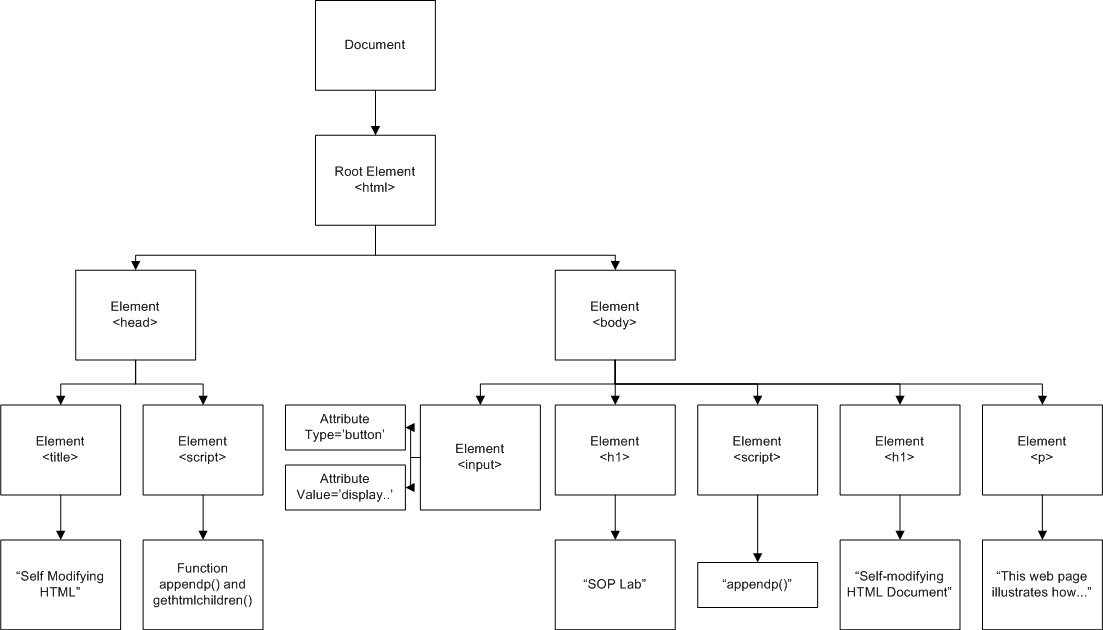 Document
Root Element
<html>
Element
<head>
Element
<body>
Element
<title>
Element
<script>
Attribute
Type='button'
Attribute
Value='display..'
Element
<input>
Element
<h1>
Element
<script>
Element
<h1>
Element
<p>
“Self Modifying
HTML”
Function
appendp() and
gethtmlchildren()
“SOP Lab”
“appendp()”
“Self-modifying
HTML Document”
“This web page
illustrates how...”